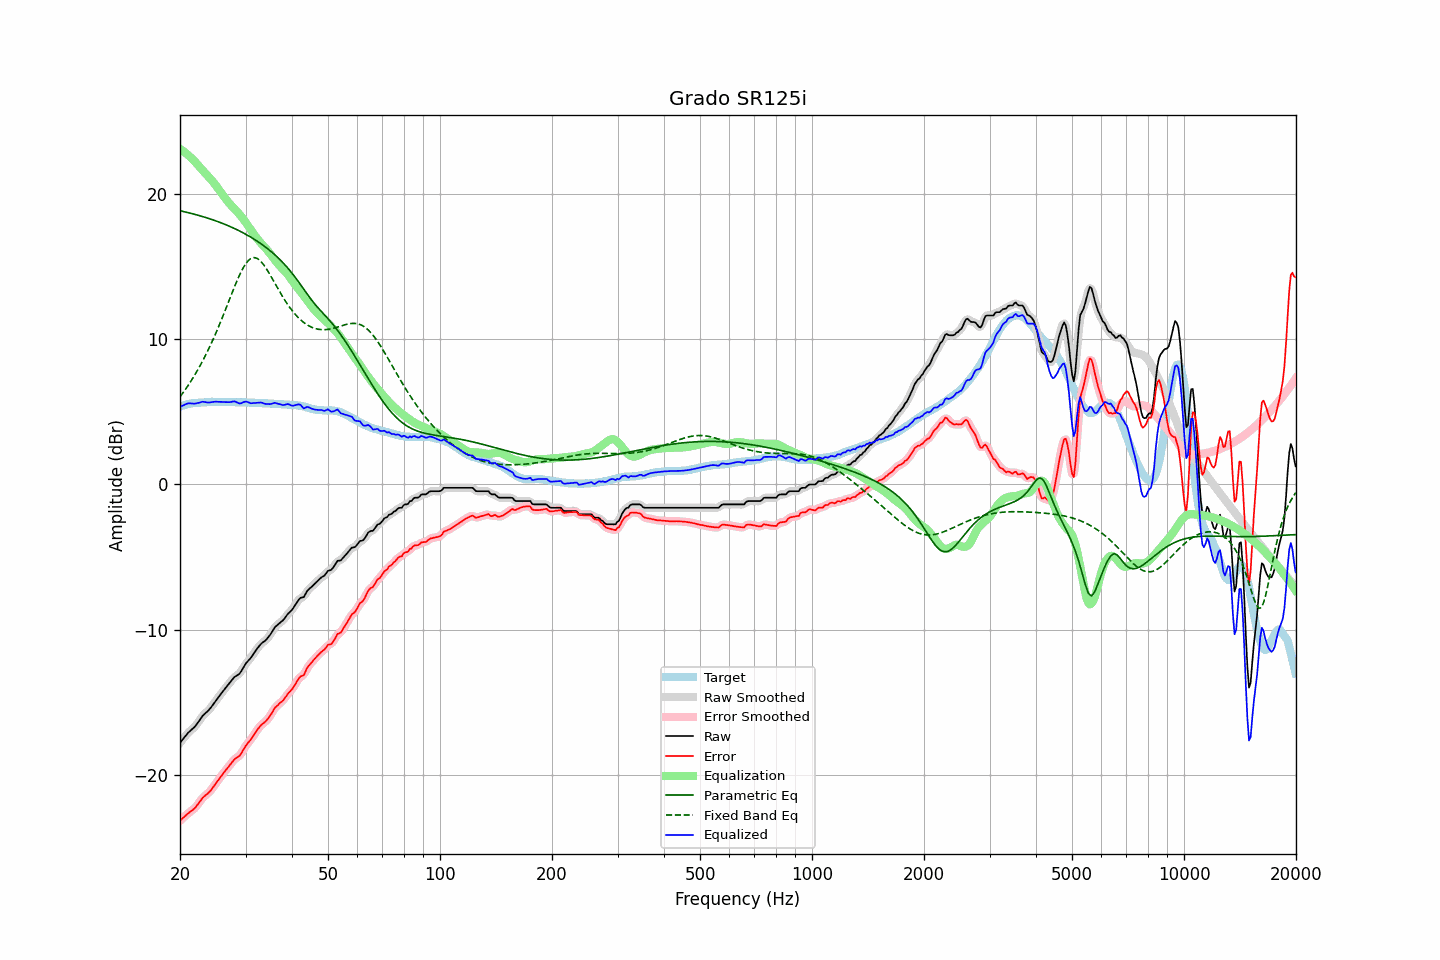 Grado SR125i
Amplitude (dBr)
20
10
0
−10
−20
Target
Raw Smoothed
Error Smoothed
Raw
Error
Equalization
Parametric Eq
Fixed Band Eq
Equalized
20 50 100 200 500 1000 2000 5000 10000 20000
Frequency (Hz)